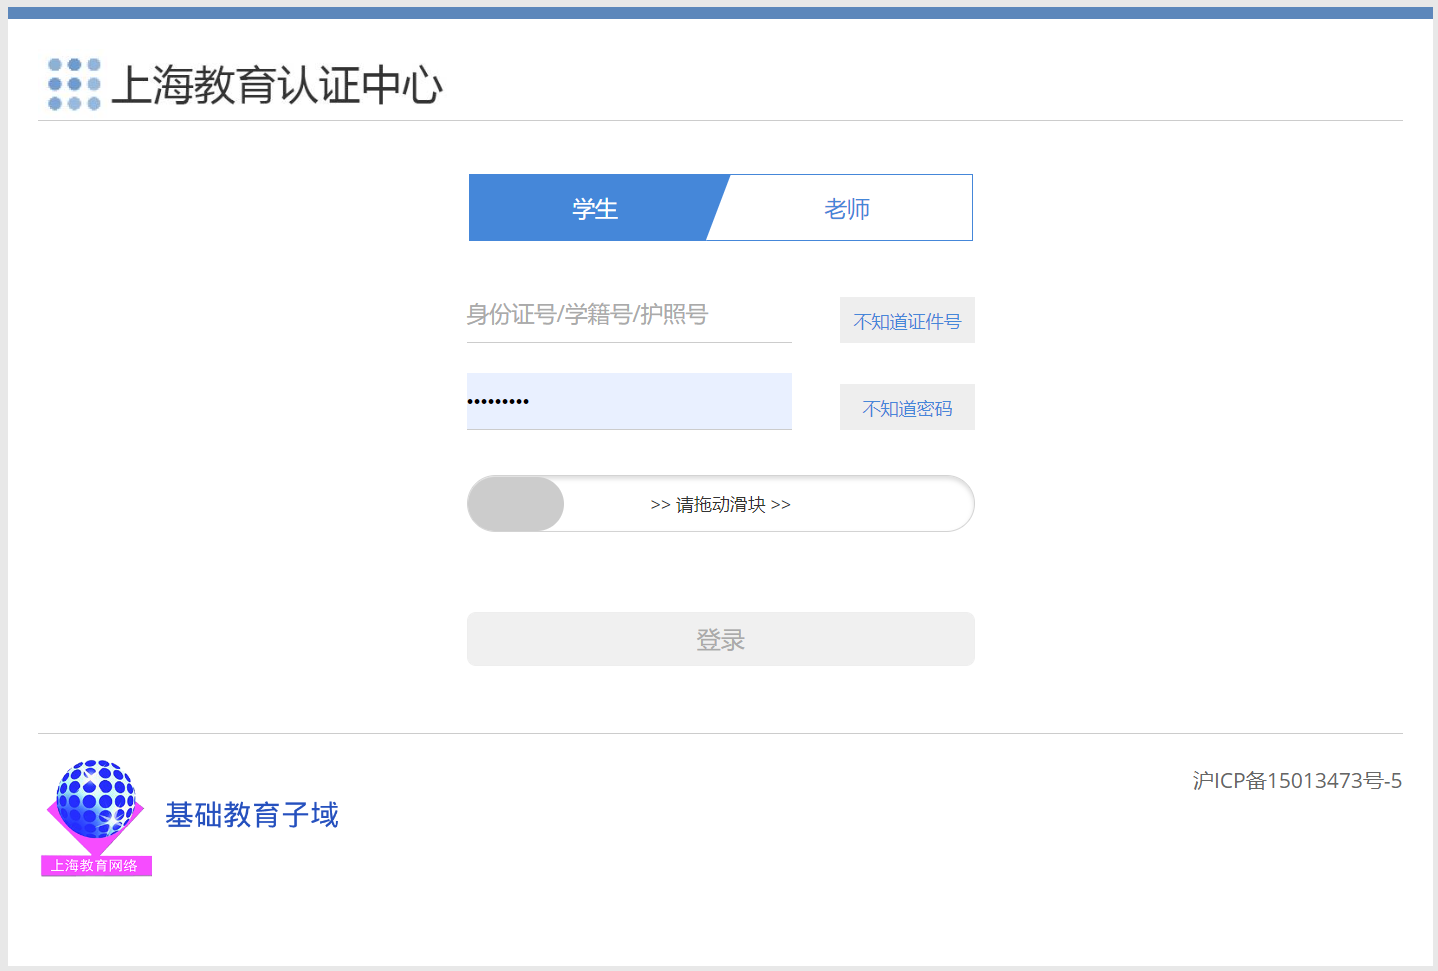 上海教育认证中心
学生
老师
身份证号/学籍号/护照号
不知道证件号
•••••••••
不知道密码
>> 请拖动滑块 >>
登录
沪ICP备15013473号-5
基础教育子域
上海教育网络